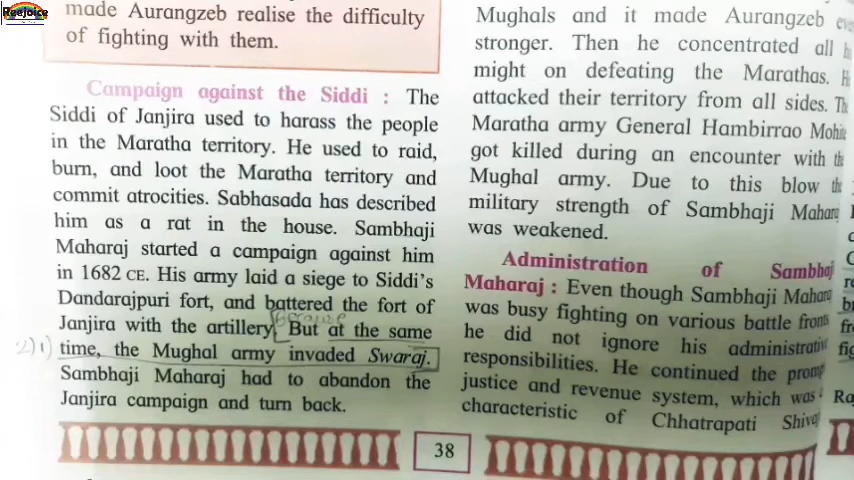 Reejoice
made Aurangzeb realise the difficulty
of fighting with them.
Campaign against the Siddi : The
Siddi of Janjira used to harass the people
in the Maratha territory. He used to raid,
burn, and loot the Maratha territory and
commit atrocities. Sabhasada has described
him as a rat in the house. Sambhaji
Maharaj started a campaign against him
in 1682 CE. His army laid a siege to Siddi's
Dandarajpuri fort, and battered the fort of
because
Janjira with the artillery. But at the same
2) 1) time, the Mughal army invaded Swaraj.
Sambhaji Maharaj had to abandon the
Janjira campaign and turn back.
Mughals and it made Aurangzeb
stronger. Then he concentrated all
might on defeating the Marathas.
attacked their territory from all sides.
Maratha army General Hambirrao
got killed during an encounter with
Mughal army. Due to this blow
military strength of Sambhaji
was weakened.
Administration of
Maharaj : Even though Sambhaji
was busy fighting on various battle
he did not ignore his
responsibilities. He continued the
justice and revenue system, which was
characteristic of Chhatrapati
38